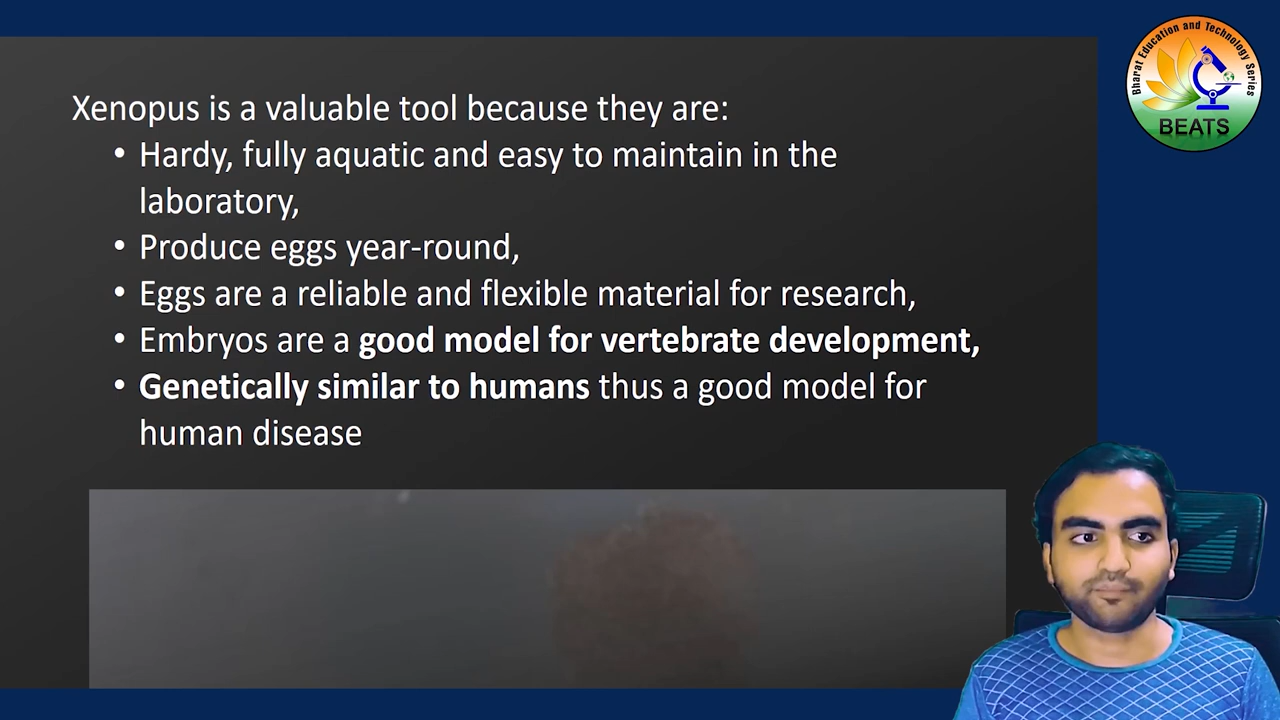 Xenopus is a valuable tool because they are:
• Hardy, fully aquatic and easy to maintain in the
laboratory,
• Produce eggs year-round,
• Eggs are a reliable and flexible material for research,
• Embryos are a good model for vertebrate development,
• Genetically similar to humans thus a good model for
human disease
Bharat Education and Technology Series
BEATS